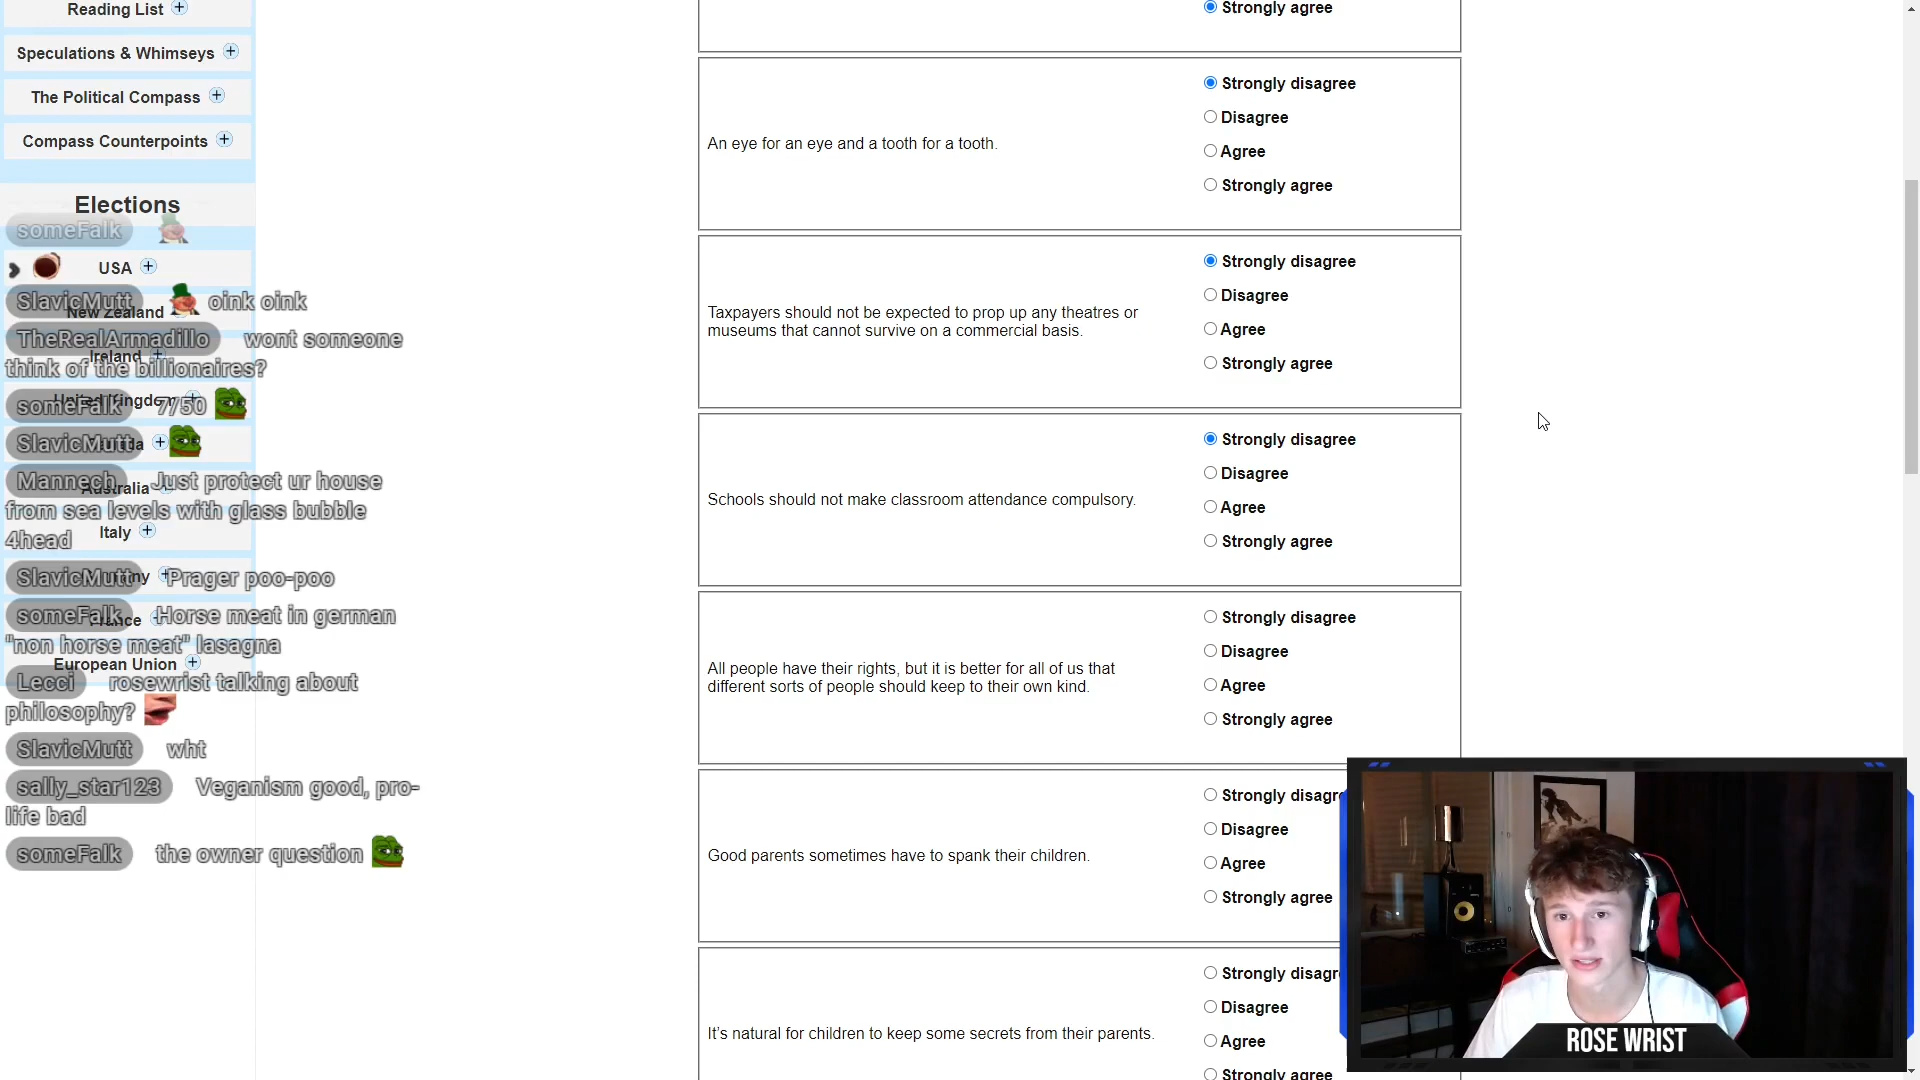 Reading List
Speculations & Whimseys
The Political Compass
Compass Counterpoints
Elections
USA
New Zealand
Ireland
Australia
Italy
European Union
someFalk
SlavicMutt oink oink
TheRealArmadillo wont someone
think of the billionaires?
someFalk 7/50
SlavicMutt
Mannech Just protect ur house
from sea levels with glass bubble
4head
SlavicMutt Prager poo-poo
someFalk Horse meat in german
"non horse meat" lasagna
Lecci rosewrist talking about
philosophy?
SlavicMutt wht
sally_star123 Veganism good, pro-
life bad
someFalk the owner question
Strongly agree
An eye for an eye and a tooth for a tooth.
Strongly disagree
Disagree
Agree
Strongly agree
Taxpayers should not be expected to prop up any theatres or
museums that cannot survive on a commercial basis.
Strongly disagree
Disagree
Agree
Strongly agree
Schools should not make classroom attendance compulsory.
Strongly disagree
Disagree
Agree
Strongly agree
All people have their rights, but it is better for all of us that
different sorts of people should keep to their own kind.
Strongly disagree
Disagree
Agree
Strongly agree
Good parents sometimes have to spank their children.
Strongly disagre
Disagree
Agree
Strongly agree
It's natural for children to keep some secrets from their parents.
Strongly disagre
Disagree
Agree
Strongly agree
ROSE WRIST